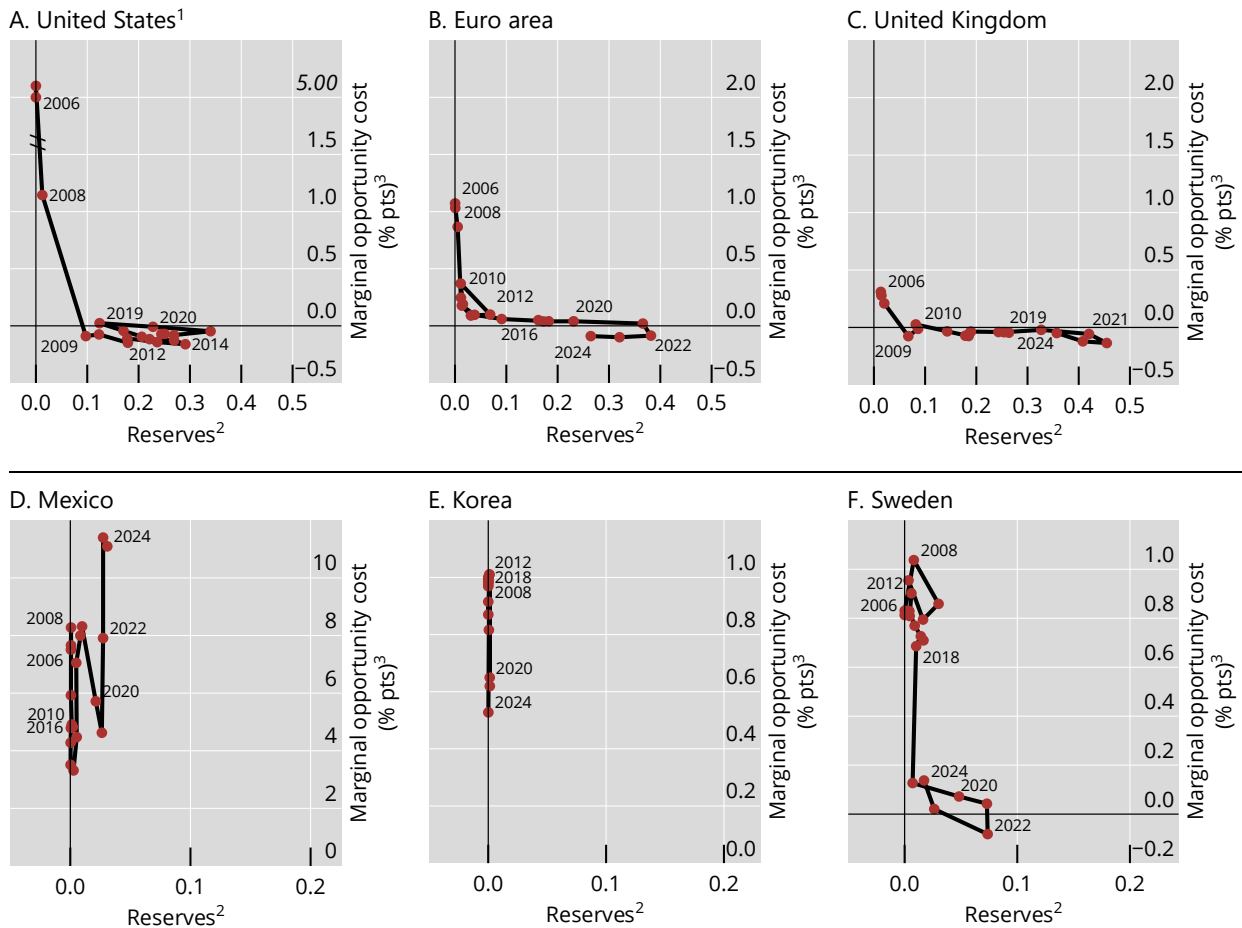 A. United States¹
B. Euro area
C. United Kingdom
5.00
1.5
1.0
0.5
0.0
−0.5
Marginal opportunity cost
(% pts)³
2006
2008
2019
2020
2009
2012
2014
0.0 0.1 0.2 0.3 0.4 0.5
Reserves²
2.0
1.5
1.0
0.5
0.0
−0.5
Marginal opportunity cost
(% pts)³
2006
2008
2010
2012
2020
2016
2024
2022
0.0 0.1 0.2 0.3 0.4 0.5
Reserves²
2.0
1.5
1.0
0.5
0.0
−0.5
Marginal opportunity cost
(% pts)³
2006
2010
2019
2021
2009
2024
0.0 0.1 0.2 0.3 0.4 0.5
Reserves²
D. Mexico
E. Korea
F. Sweden
10
8
6
4
2
0
Marginal opportunity cost
(% pts)³
2024
2008
2022
2006
2020
2010
2016
0.0 0.1 0.2
Reserves²
1.0
0.8
0.6
0.4
0.2
0.0
Marginal opportunity cost
(% pts)³
2012
2018
2008
2020
2024
0.0 0.1 0.2
Reserves²
1.0
0.8
0.6
0.4
0.2
0.0
−0.2
Marginal opportunity cost
(% pts)³
2008
2012
2006
2018
2024
2020
2022
0.0 0.1 0.2
Reserves²